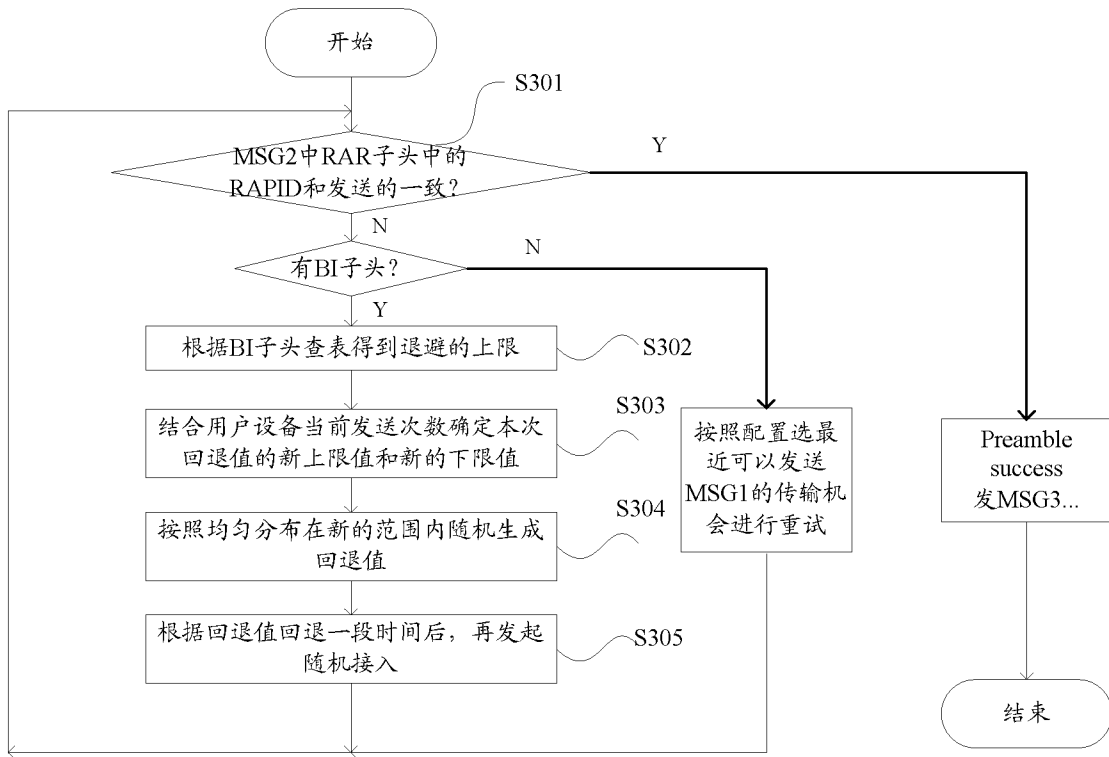 开始
S301
MSG2中RAR子头中的
RAPID和发送的一致？
Y
N
有BI子头？
N
Y
根据BI子头查表得到退避的上限
S302
结合用户设备当前发送次数确定本次
回退值的新上限值和新的下限值
S303
按照均匀分布在新的范围内随机生成
回退值
S304
根据回退值回退一段时间后，再发起
随机接入
S305
按照配置选最
近可以发送
MSG1的传输机
会进行重试
Preamble
success
发MSG3...
结束